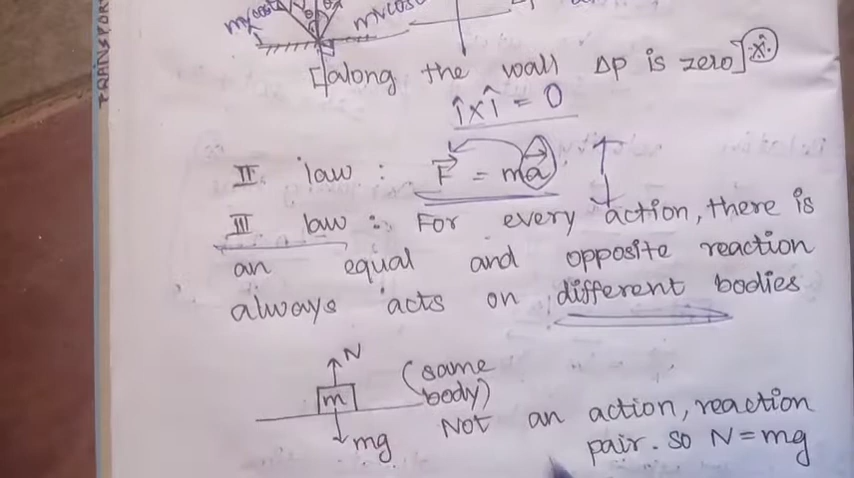 TRANSPORT
mvcosθ
[along the wall Δp is zero]
î×î = 0
II law : F⃗ = ma⃗
III law : For every action, there is
an equal and opposite reaction
always acts on different bodies
N
m
mg
(same
body)
Not an action, reaction
pair. so N = mg